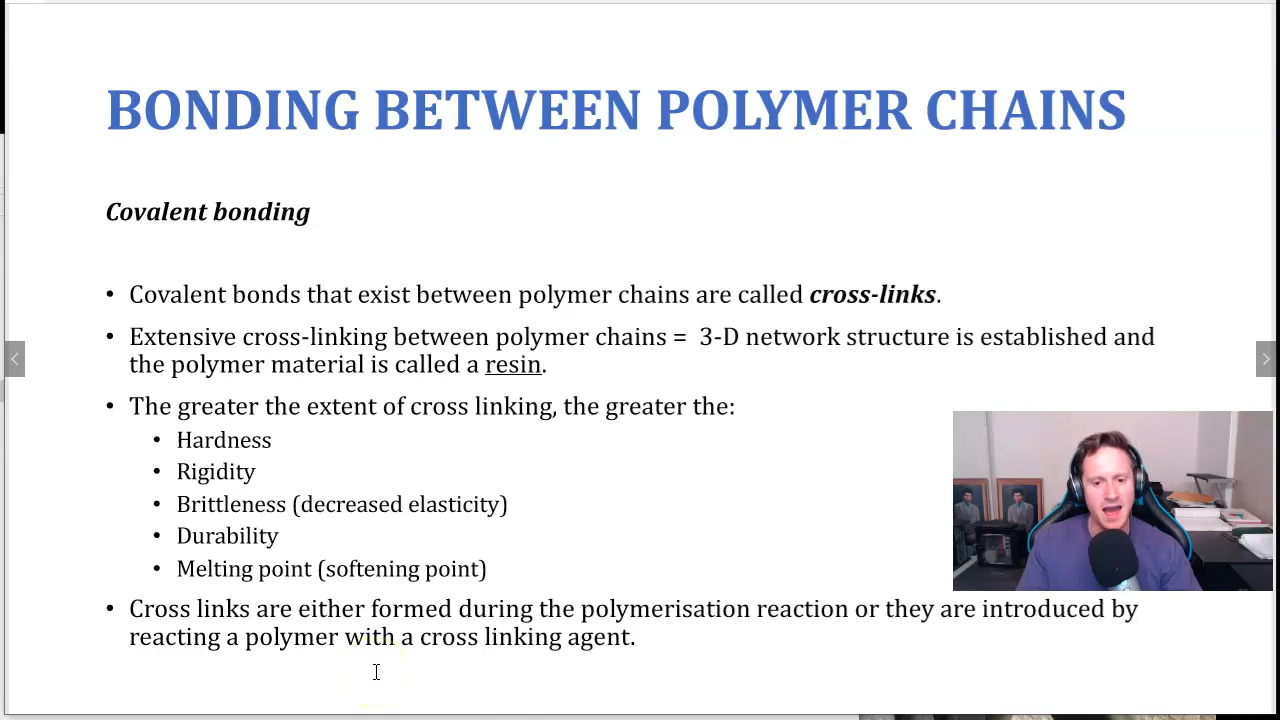 BONDING BETWEEN POLYMER CHAINS
Covalent bonding
• Covalent bonds that exist between polymer chains are called cross-links.
• Extensive cross-linking between polymer chains = 3-D network structure is established and
the polymer material is called a resin.
• The greater the extent of cross linking, the greater the:
• Hardness
• Rigidity
• Brittleness (decreased elasticity)
• Durability
• Melting point (softening point)
• Cross links are either formed during the polymerisation reaction or they are introduced by
reacting a polymer with a cross linking agent.